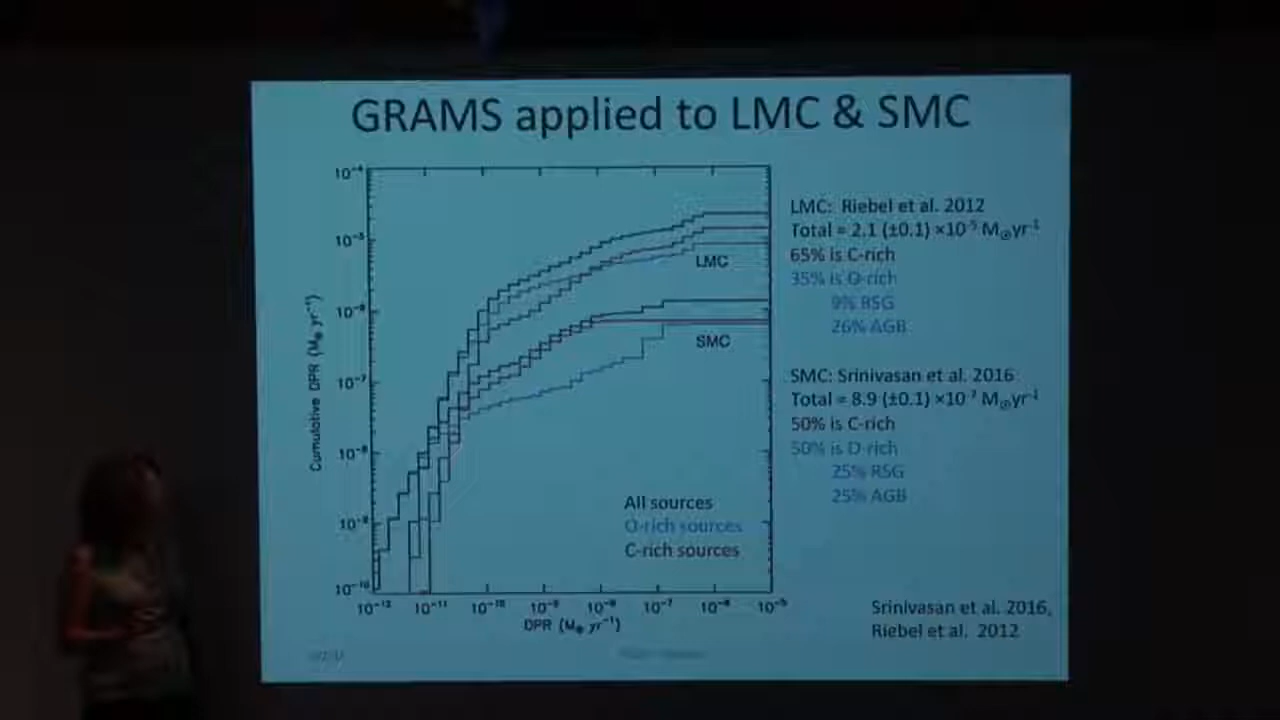 GRAMS applied to LMC & SMC
LMC: Riebel et al. 2012
Total = 2.1 (±0.1) ×10⁻⁵ M⊙yr⁻¹
65% is C-rich
35% is O-rich
9% RSG
26% AGB
SMC: Srinivasan et al. 2016
Total = 8.9 (±0.1) ×10⁻⁷ M⊙yr⁻¹
50% is C-rich
50% is O-rich
25% RSG
25% AGB
Cumulative DPR (M⊙ yr⁻¹)
10⁻⁴
10⁻⁵
10⁻⁶
10⁻⁷
10⁻⁸
10⁻⁹
10⁻¹⁰
LMC
SMC
All sources
O-rich sources
C-rich sources
10⁻¹² 10⁻¹¹ 10⁻¹⁰ 10⁻⁹ 10⁻⁸ 10⁻⁷ 10⁻⁶ 10⁻⁵
DPR (M⊙ yr⁻¹)
Srinivasan et al. 2016,
Riebel et al. 2012